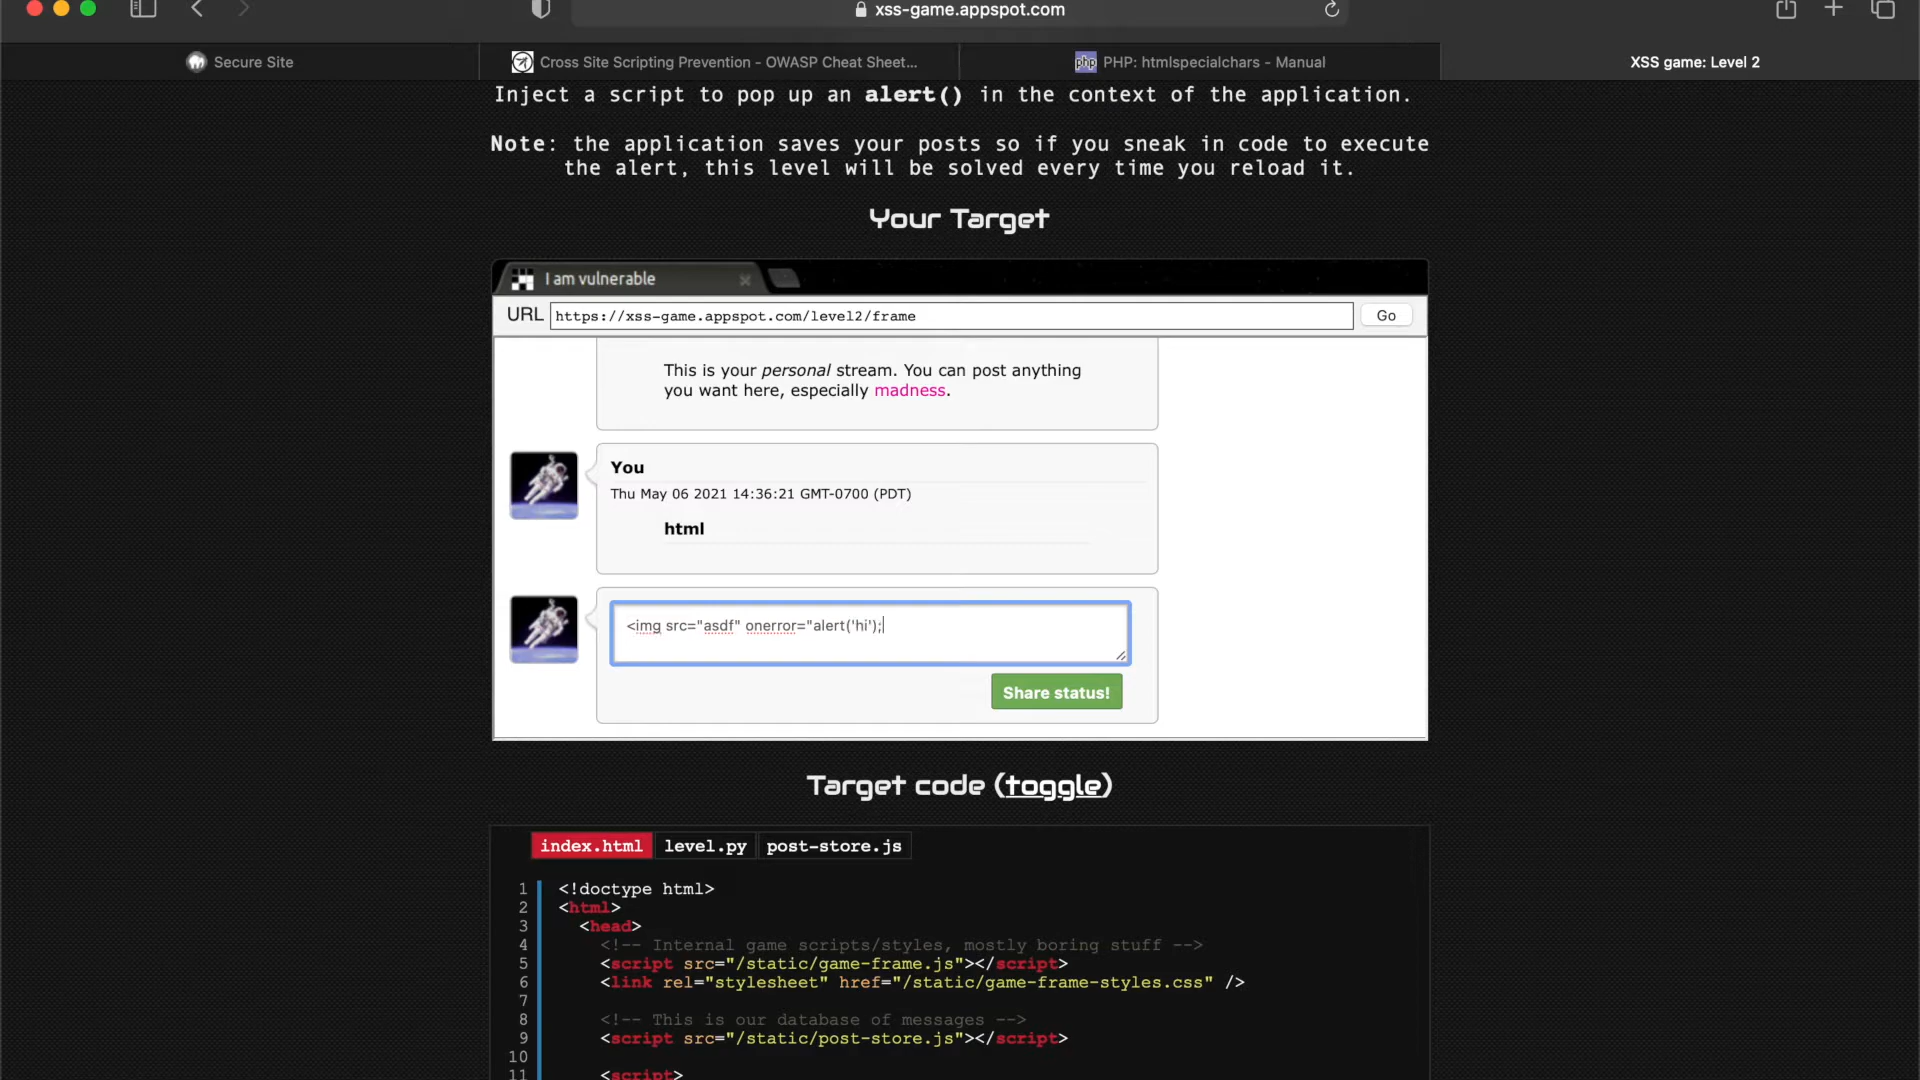 xss-game.appspot.com
Secure Site
Cross Site Scripting Prevention - OWASP Cheat Sheet...
php PHP: htmlspecialchars - Manual
XSS game: Level 2
Inject a script to pop up an alert() in the context of the application.
Note: the application saves your posts so if you sneak in code to execute
the alert, this level will be solved every time you reload it.
Your Target
I am vulnerable
URL https://xss-game.appspot.com/level2/frame Go
This is your personal stream. You can post anything
you want here, especially madness.
You
Thu May 06 2021 14:36:21 GMT-0700 (PDT)
html
<img src="asdf" onerror="alert('hi');
Share status!
Target code (toggle)
index.html level.py post-store.js
1 <!doctype html>
2 <html>
3 <head>
4 <!-- Internal game scripts/styles, mostly boring stuff -->
5 <script src="/static/game-frame.js"></script>
6 <link rel="stylesheet" href="/static/game-frame-styles.css" />
7
8 <!-- This is our database of messages -->
9 <script src="/static/post-store.js"></script>
10
11 <script>